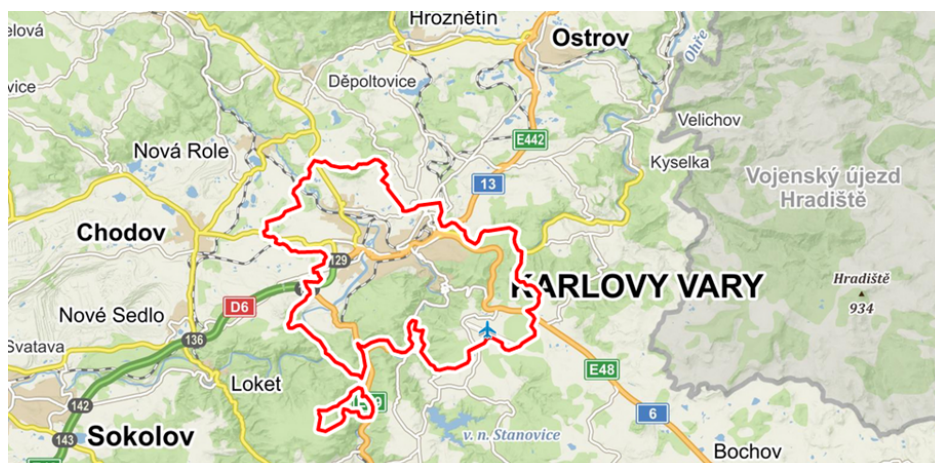 Hroznětín
Ostrov
Ohře
Děpoltovice
Velichov
E442
Nová Role
Kyselka
13
Vojenský újezd
Hradiště
Chodov
129
KARLOVY VARY
Hradiště
934
D6
Nové Sedlo
136
Svatava
E48
Loket
142
6
Sokolov
143
v. n. Stanovice
Bochov